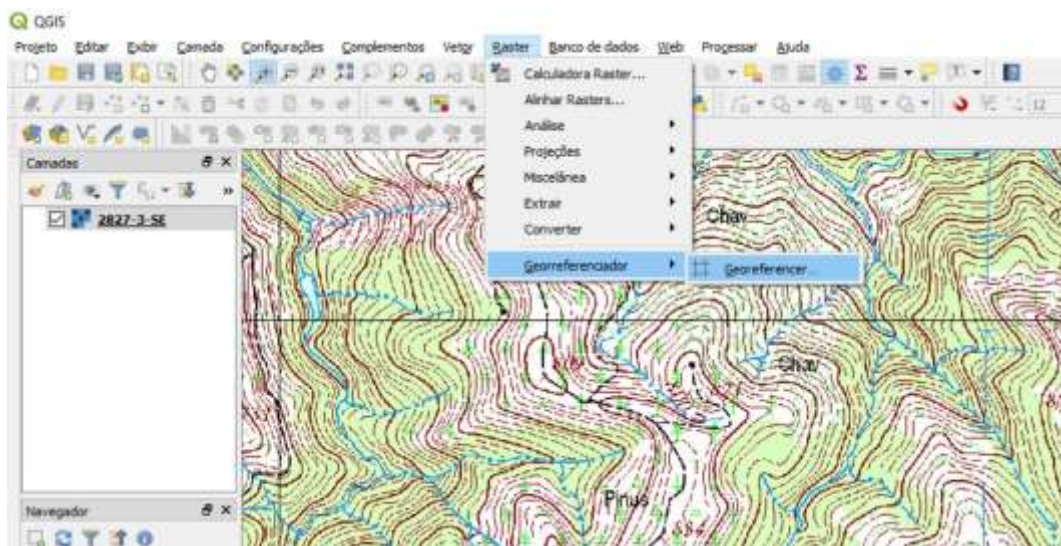 QGIS
Projeto Editar Exibir Camada Configurações Complementos Vetor Raster Banco de dados Web Processar Ajuda
Calculadora Raster...
Alinhar Rasters...
Análise
Projeções
Miscelânea
Extrair
Converter
Georreferenciador
Georeferencer...
12
Camadas
2827-3-SE
Chav
Chav
Pinus
Navegador